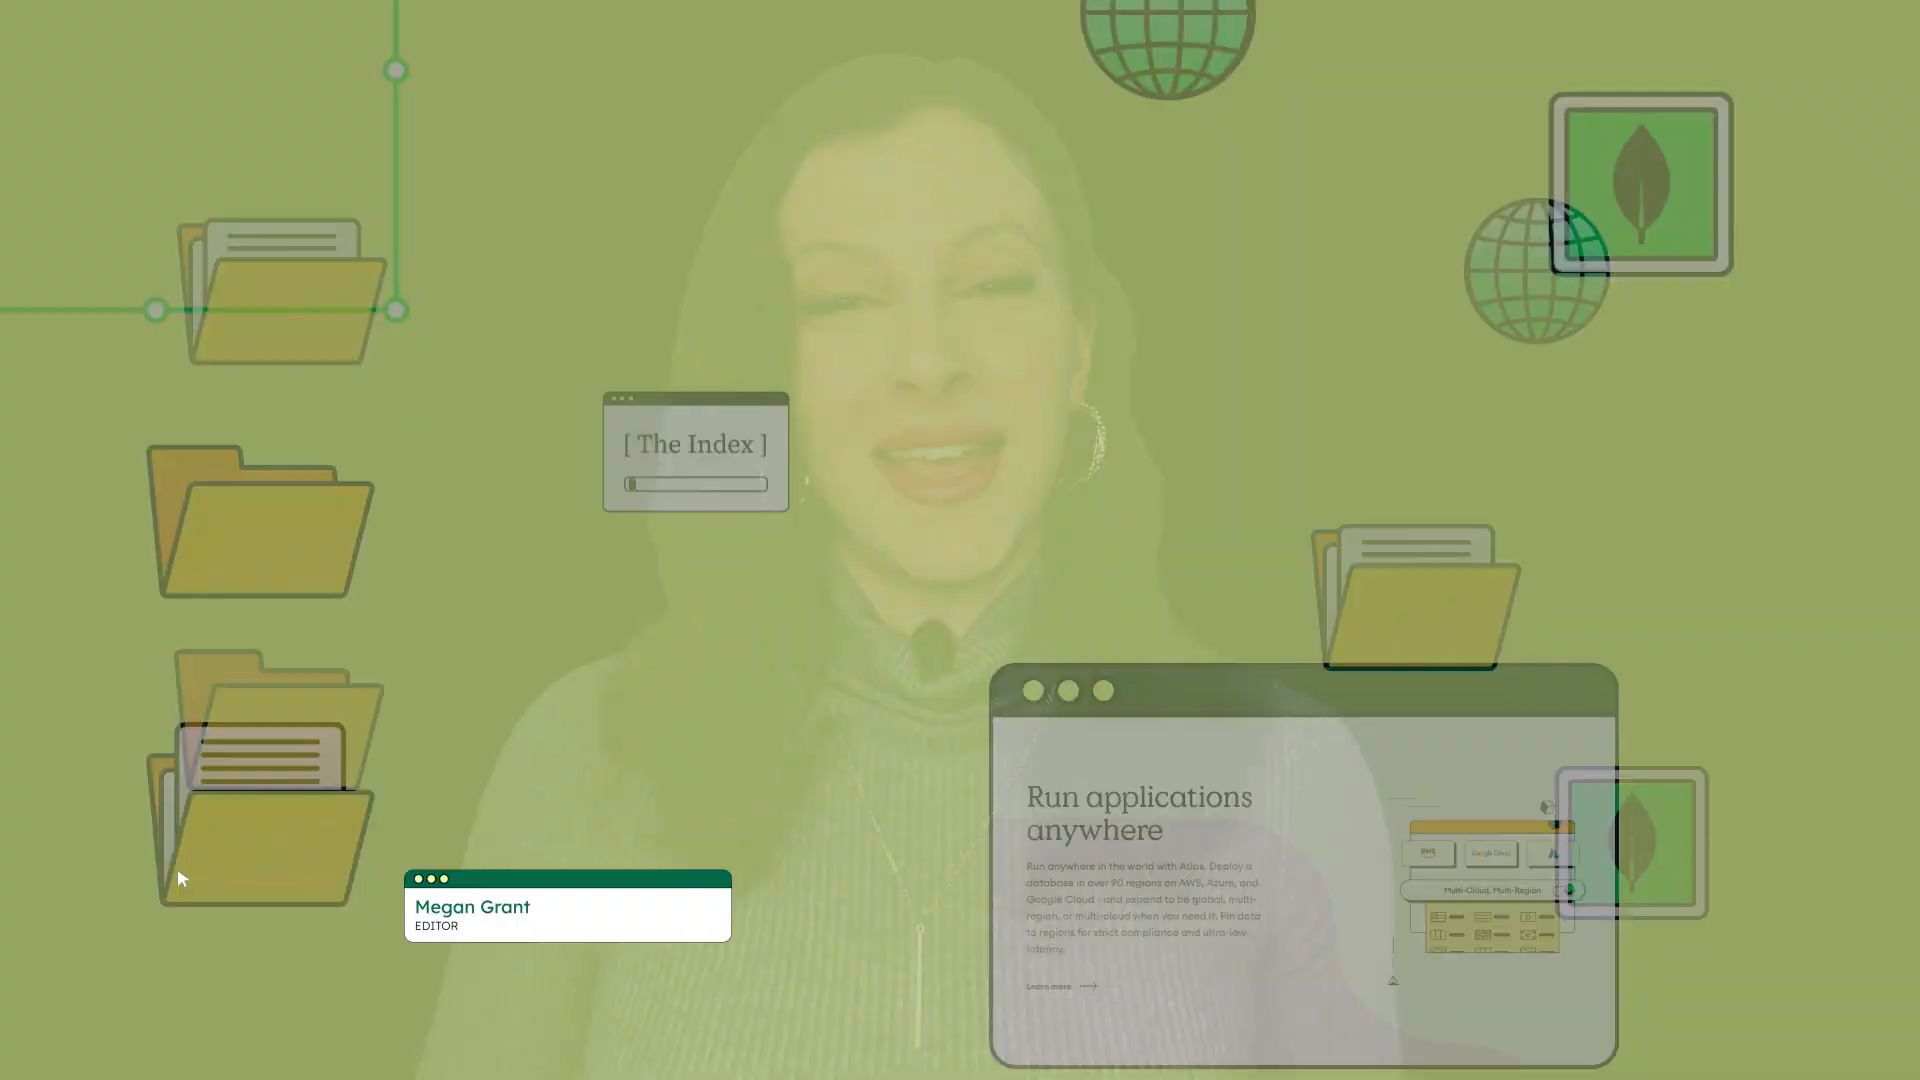 [ The Index ]
Run applications
anywhere
Run anywhere in the world with Atlas. Deploy a
database in over 90 regions on AWS, Azure, and
Google Cloud - and expand to be global, multi-
region, or multi-cloud when you need it. Pin data
to regions for strict compliance and ultra-low
latency.
Learn more
aws
Google Cloud
Multi-Cloud, Multi-Region
Megan Grant
EDITOR